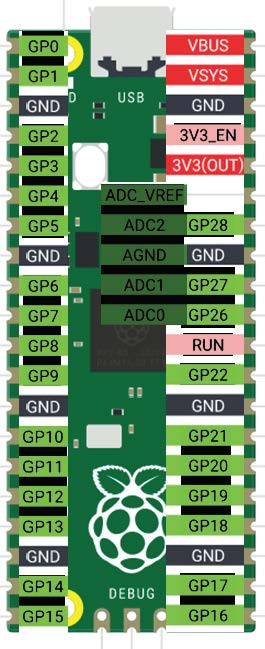 GP0 VBUS
GP1 USB VSYS
GND D GND
GP2 3V3_EN
GP3 3V3(OUT)
GP4 ADC_VREF
GP5 ADC2 GP28
GND AGND GND
GP6 ADC1 GP27
GP7 ADC0 GP26
GP8 RUN
GP9 GP22
GND GND
GP10 GP21
GP11 GP20
GP12 GP19
GP13 GP18
GND GND
GP14 DEBUG GP17
GP15 GP16